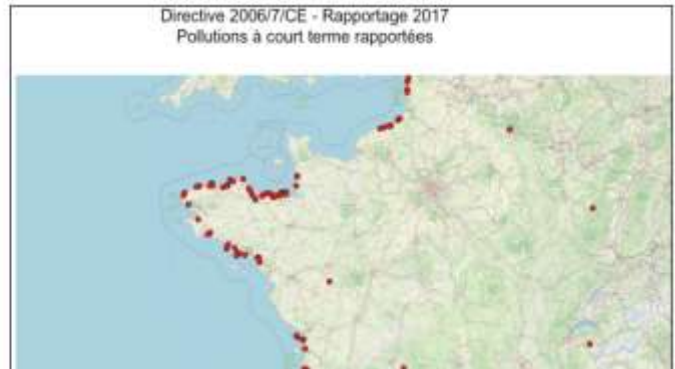 Directive 2006/7/CE - Rapportage 2017
Pollutions à court terme rapportées